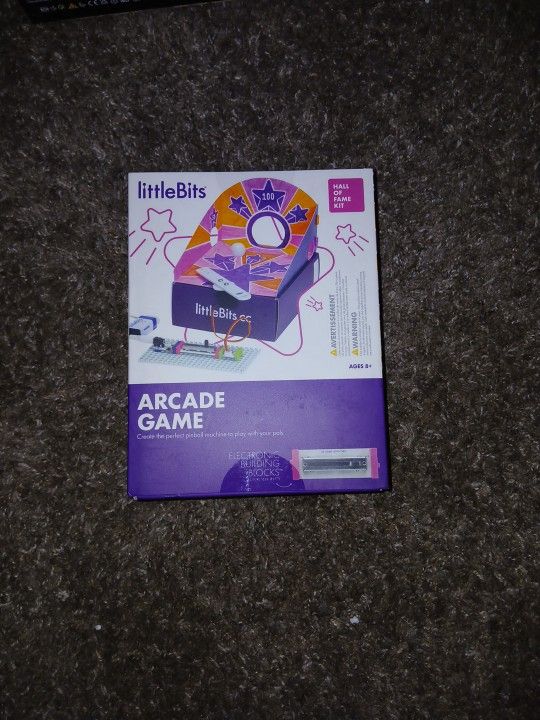 littleBits
HALL
OF
FAME
KIT
100
littleBits.cc
AVERTISSEMENT
WARNING
AGES 8+
ARCADE
GAME
Create the perfect pinball machine to play with your pals.
ELECTRONIC
BUILDING
BLOCKS